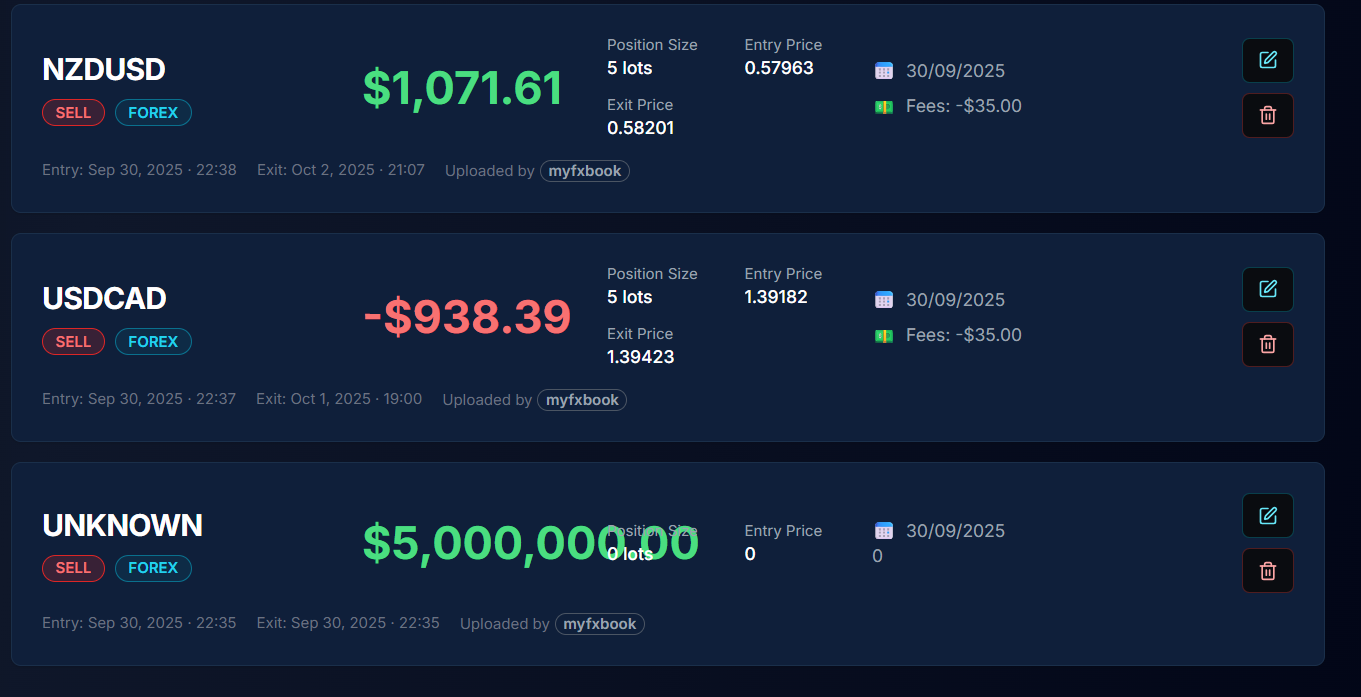 NZDUSD
SELL FOREX
$1,071.61
Position Size
5 lots
Entry Price
0.57963
Exit Price
0.58201
30/09/2025
Fees: -$35.00
Entry: Sep 30, 2025 · 22:38 Exit: Oct 2, 2025 · 21:07 Uploaded by myfxbook
USDCAD
SELL FOREX
-$938.39
Position Size
5 lots
Entry Price
1.39182
Exit Price
1.39423
30/09/2025
Fees: -$35.00
Entry: Sep 30, 2025 · 22:37 Exit: Oct 1, 2025 · 19:00 Uploaded by myfxbook
UNKNOWN
SELL FOREX
$5,000,000.00
Position Size
0 lots
Entry Price
0
30/09/2025
0
Entry: Sep 30, 2025 · 22:35 Exit: Sep 30, 2025 · 22:35 Uploaded by myfxbook